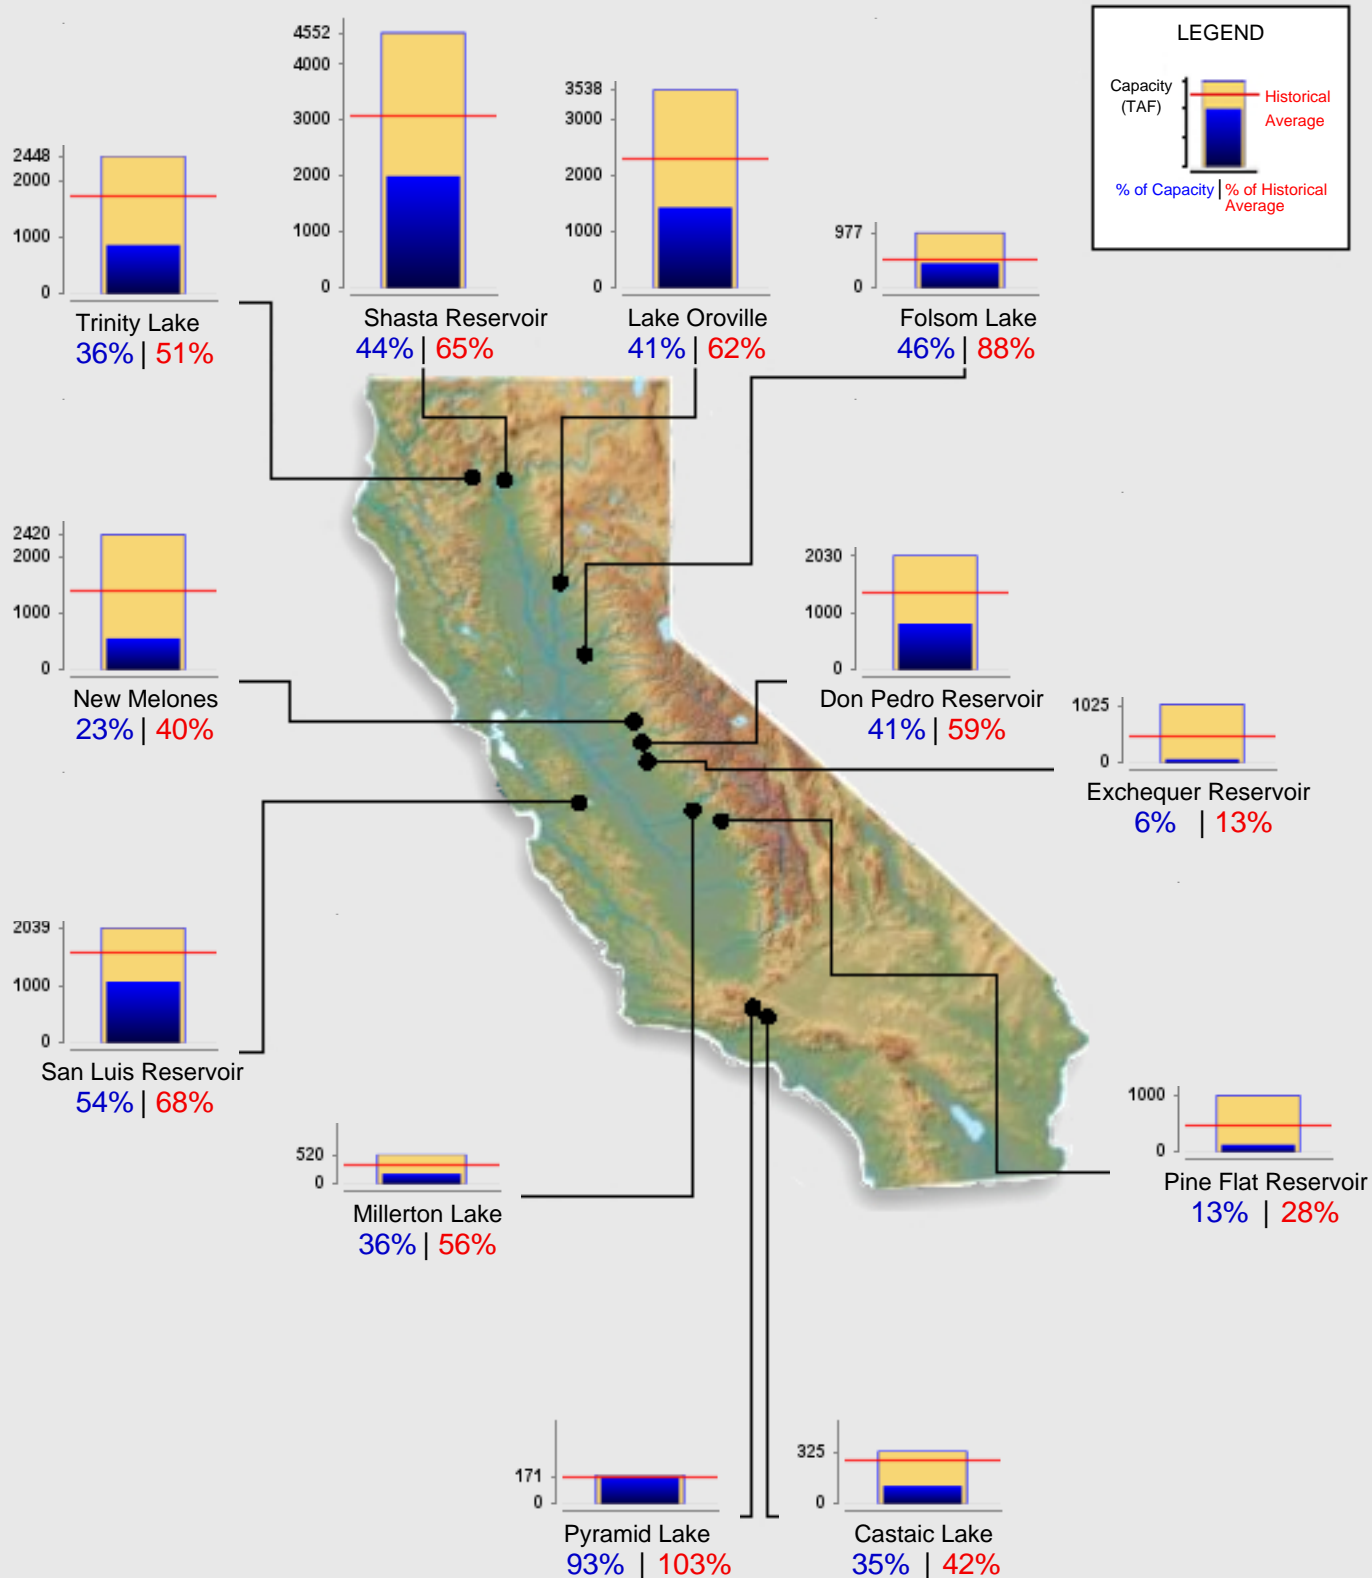 LEGEND
Capacity
(TAF)
Historical
Average
% of Capacity | % of Historical
Average
4552
4000
3000
2000
1000
0
Shasta Reservoir
44% | 65%
3538
3000
2000
1000
0
Lake Oroville
41% | 62%
2448
2000
1000
0
Trinity Lake
36% | 51%
977
0
Folsom Lake
46% | 88%
2420
2000
1000
0
New Melones
23% | 40%
2030
1000
0
Don Pedro Reservoir
41% | 59%
1025
0
Exchequer Reservoir
6% | 13%
2039
1000
0
San Luis Reservoir
54% | 68%
520
0
Millerton Lake
36% | 56%
1000
0
Pine Flat Reservoir
13% | 28%
171
0
Pyramid Lake
93% | 103%
325
0
Castaic Lake
35% | 42%